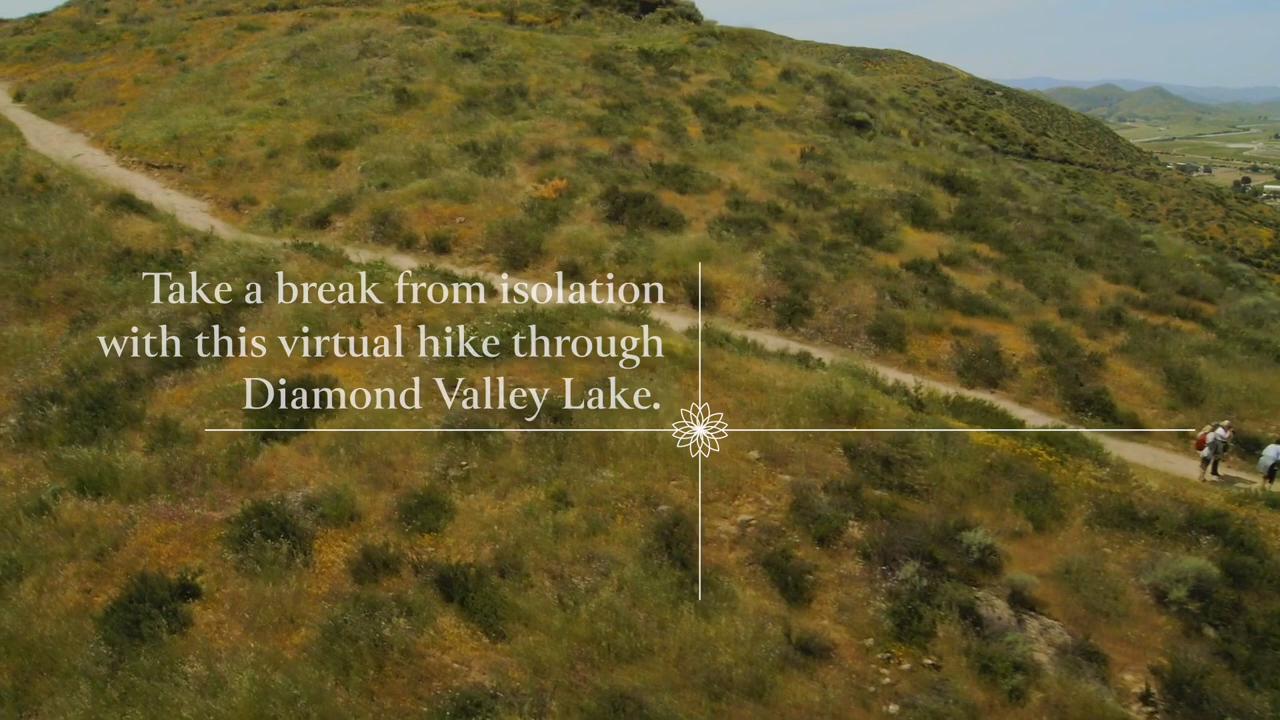 Take a break from isolation
with this virtual hike through
Diamond Valley Lake.